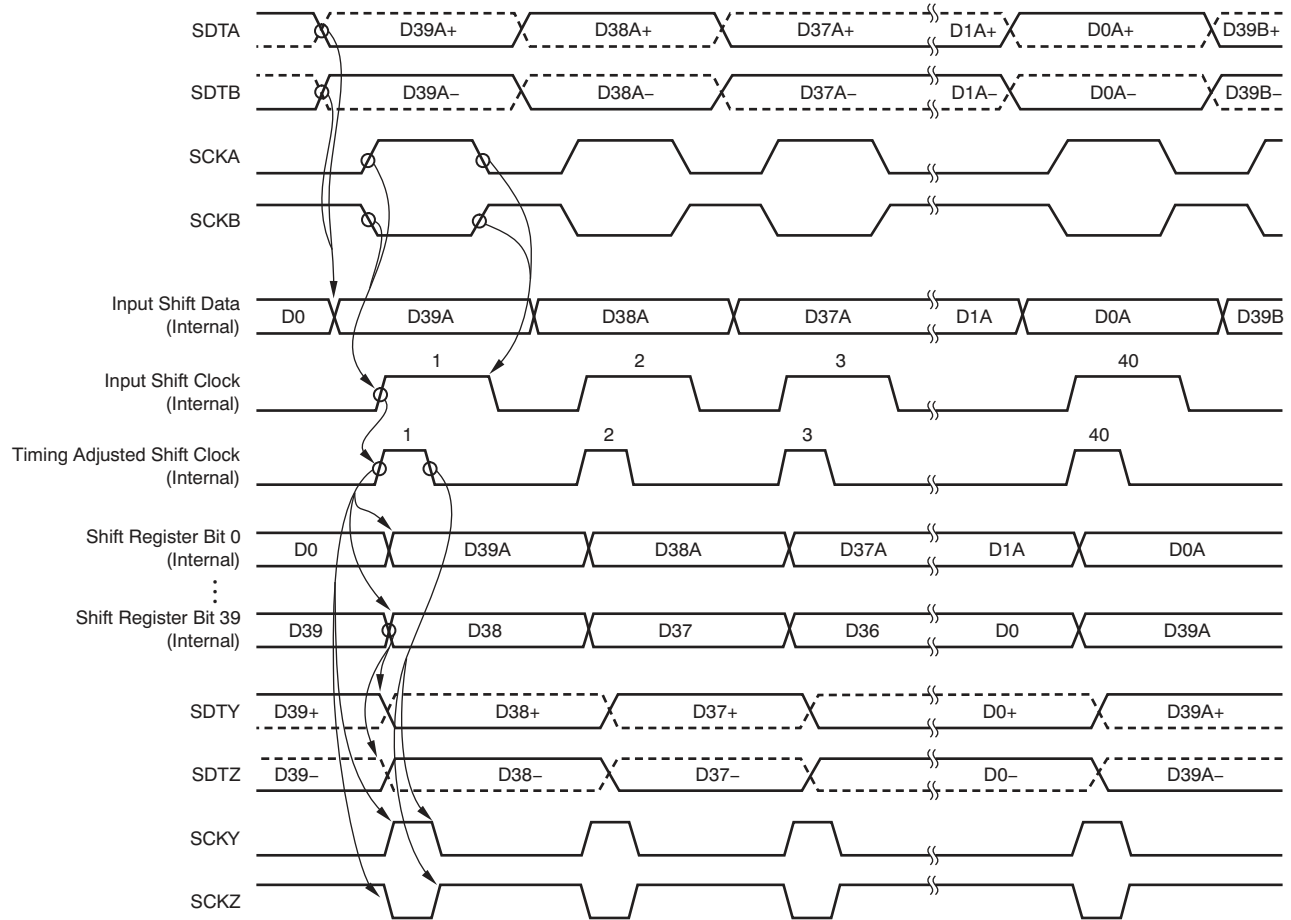 SDTA D39A+ D38A+ D37A+ D1A+ D0A+ D39B+
SDTB D39A− D38A− D37A− D1A− D0A− D39B−
SCKA
SCKB
Input Shift Data
(Internal)
D0 D39A D38A D37A D1A D0A D39B
1 2 3 40
Input Shift Clock
(Internal)
1 2 3 40
Timing Adjusted Shift Clock
(Internal)
Shift Register Bit 0
(Internal)
D0 D39A D38A D37A D1A D0A
Shift Register Bit 39
(Internal)
D39 D38 D37 D36 D0 D39A
SDTY D39+ D38+ D37+ D0+ D39A+
SDTZ D39− D38− D37− D0− D39A−
SCKY
SCKZ